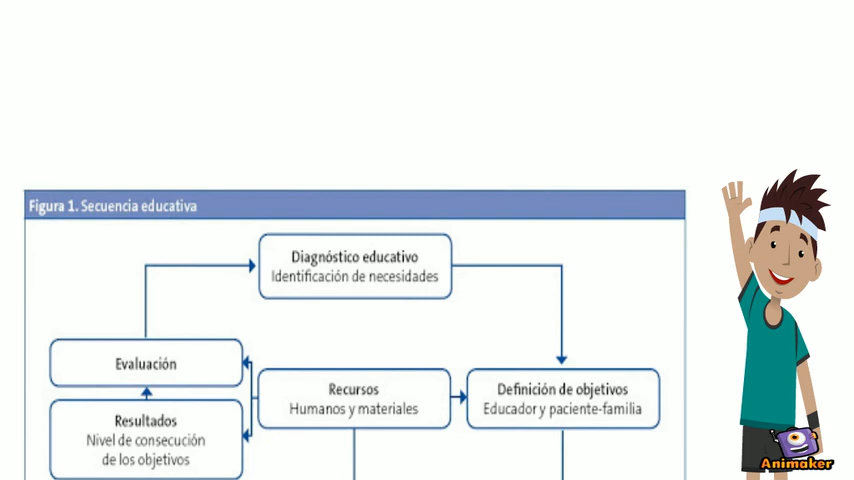 Figura 1. Secuencia educativa
Diagnóstico educativo
Identificación de necesidades
Evaluación
Recursos
Humanos y materiales
Definición de objetivos
Educador y paciente-familia
Resultados
Nivel de consecución
de los objetivos
Animaker